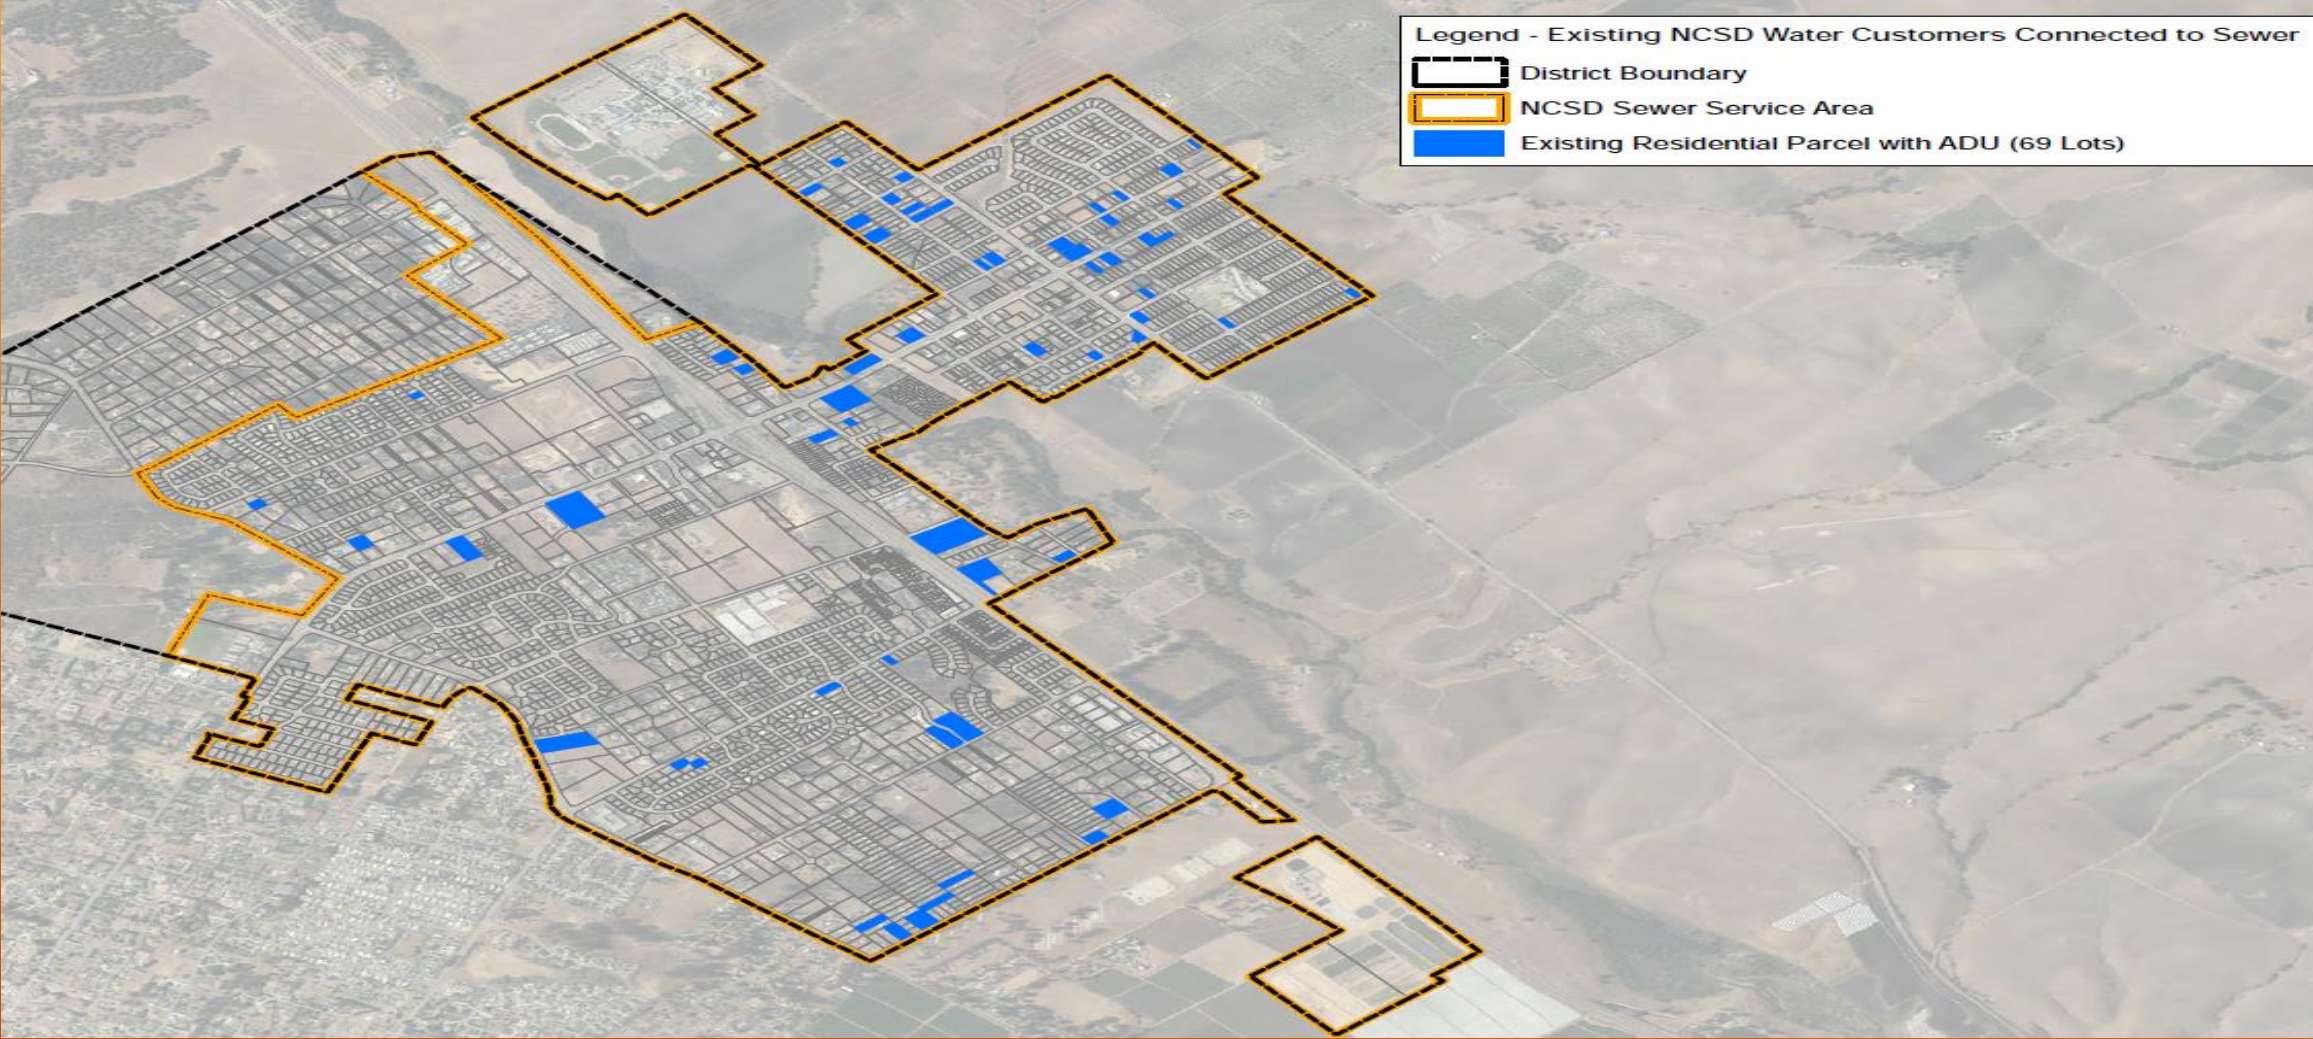 Legend - Existing NCSD Water Customers Connected to Sewer
District Boundary
NCSD Sewer Service Area
Existing Residential Parcel with ADU (69 Lots)